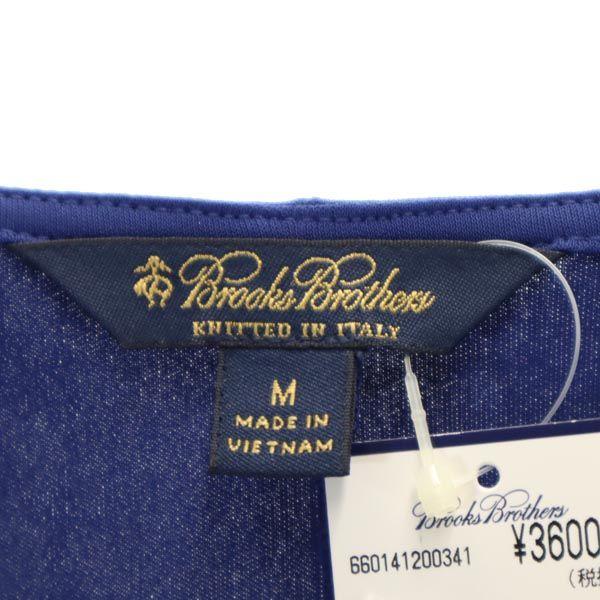 Brooks Brothers
KNITTED IN ITALY
M
MADE IN
VIETNAM
Brooks Brothers
660141200341 ¥3600
(税